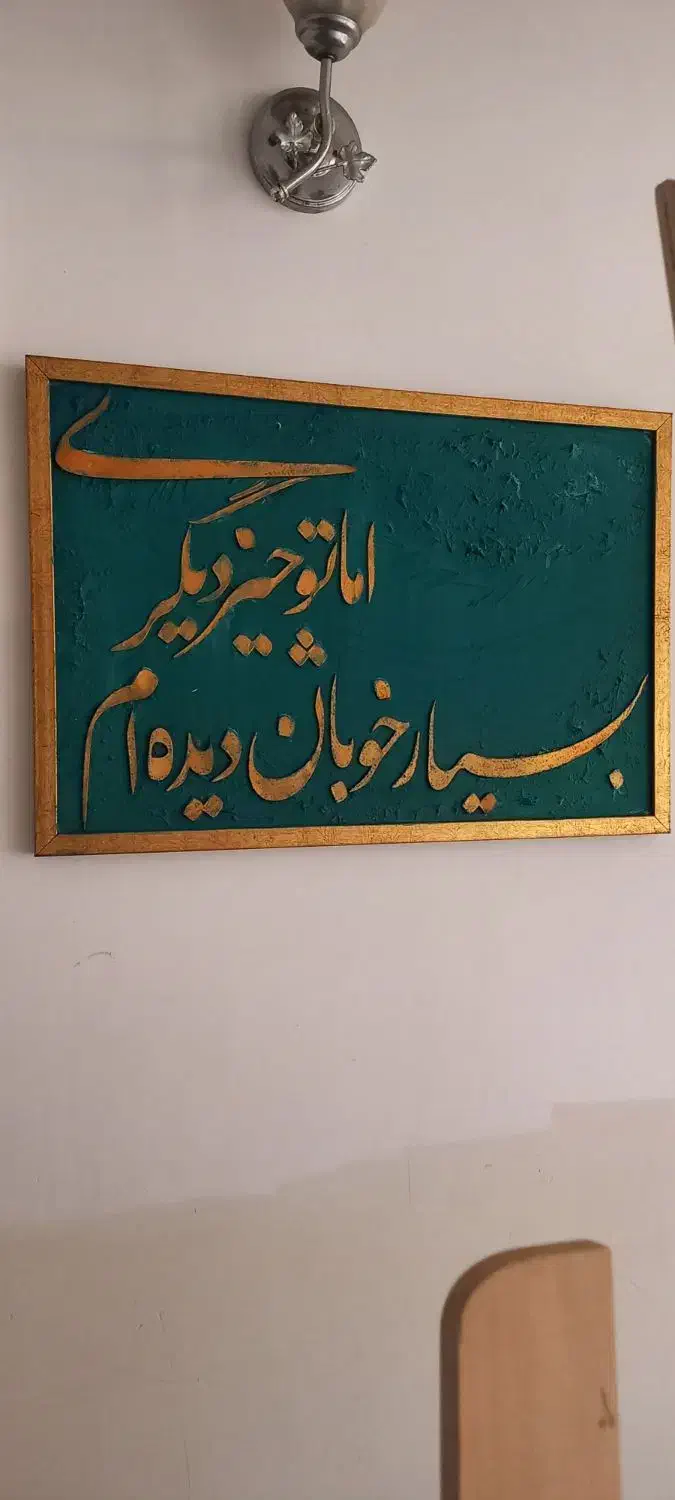 بسیار خوبان دیده ام
اما تو چیز دیگری